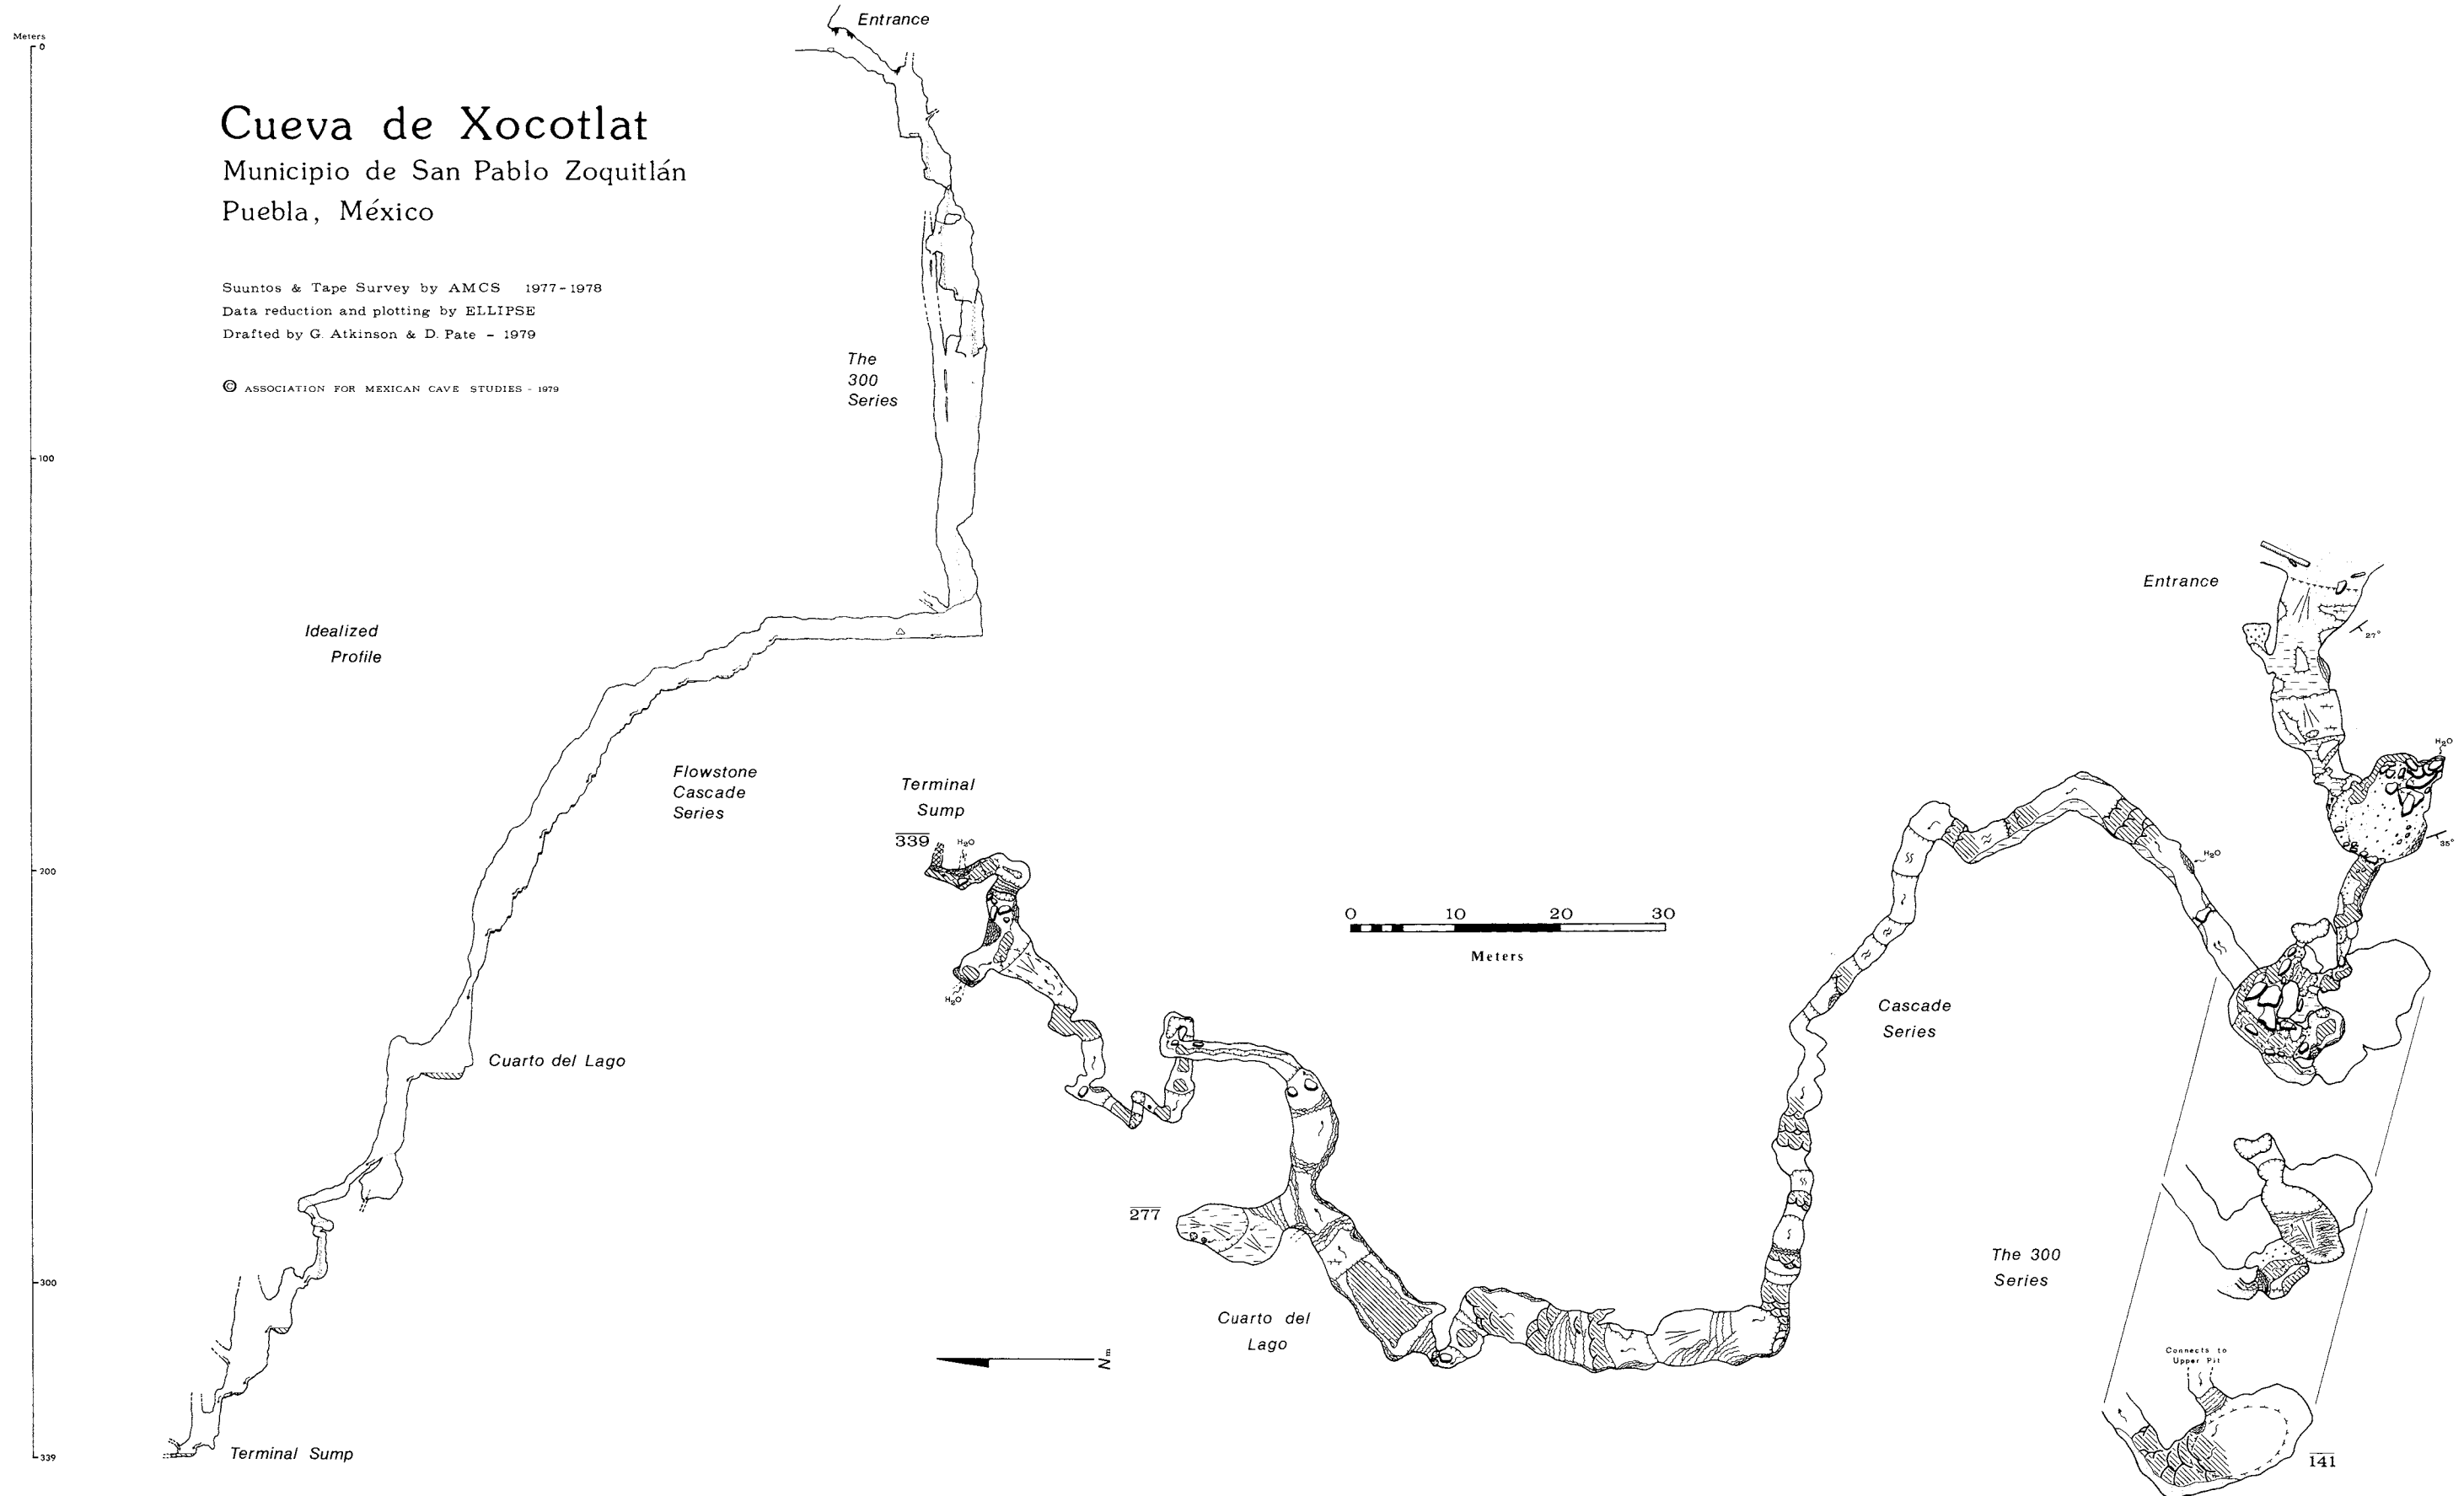 Meters
0
100
200
300
339
Cueva de Xocotlat
Municipio de San Pablo Zoquitlán
Puebla, México
Suuntos & Tape Survey by AMCS 1977-1978
Data reduction and plotting by ELLIPSE
Drafted by G. Atkinson & D. Pate - 1979
© ASSOCIATION FOR MEXICAN CAVE STUDIES - 1979
Entrance
The
300
Series
Idealized
Profile
Flowstone
Cascade
Series
Cuarto del Lago
Terminal Sump
Terminal
Sump
339
H₂O
H₂O
0 10 20 30
Meters
277
Cuarto del
Lago
N m
Cascade
Series
H₂O
Entrance
27°
H₂O
35°
The 300
Series
Connects to
Upper Pit
141